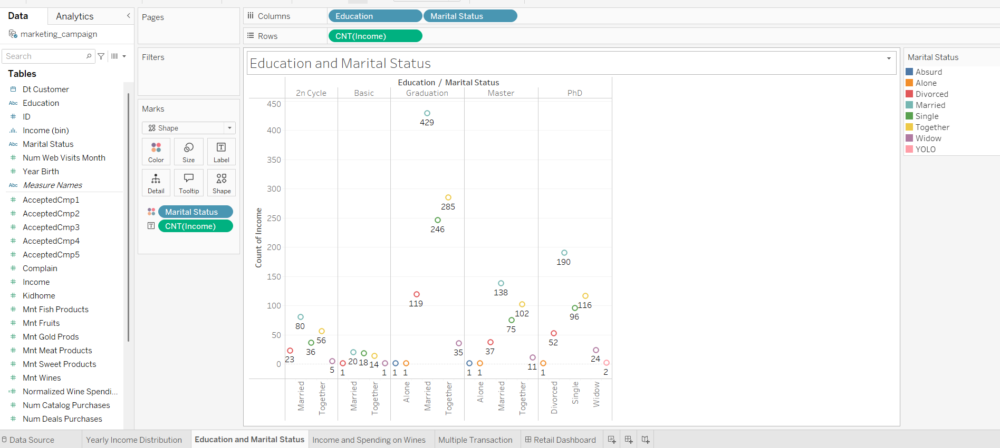 Data
Analytics
marketing_campaign
Search
Tables
Dt Customer
Abc Education
ID
Income (bin)
Abc Marital Status
Num Web Visits Month
Year Birth
Abc Measure Names
AcceptedCmp1
AcceptedCmp2
AcceptedCmp3
AcceptedCmp4
AcceptedCmp5
Complain
Income
Kidhome
Mnt Fish Products
Mnt Fruits
Mnt Gold Prods
Mnt Meat Products
Mnt Sweet Products
Mnt Wines
Normalized Wine Spendi...
Num Catalog Purchases
Num Deals Purchases
Pages
Filters
Marks
Shape
Color Size Label
Detail Tooltip Shape
Marital Status
CNT(Income)
Columns Education Marital Status
Rows CNT(Income)
Education and Marital Status
Education / Marital Status
2n Cycle Basic Graduation Master PhD
Count of Income
450
400
350
300
250
200
150
100
50
0
23
80
36
56
5
1
20
18
14
1
1
1
119
429
246
285
35
1
1
37
138
75
102
11
1
52
190
96
116
24
2
Married
Together
Married
Together
Alone
Married
Together
Alone
Married
Together
Divorced
Single
Widow
Marital Status
Absurd
Alone
Divorced
Married
Single
Together
Widow
YOLO
Data Source
Yearly Income Distribution
Education and Marital Status
Income and Spending on Wines
Multiple Transaction
Retail Dashboard